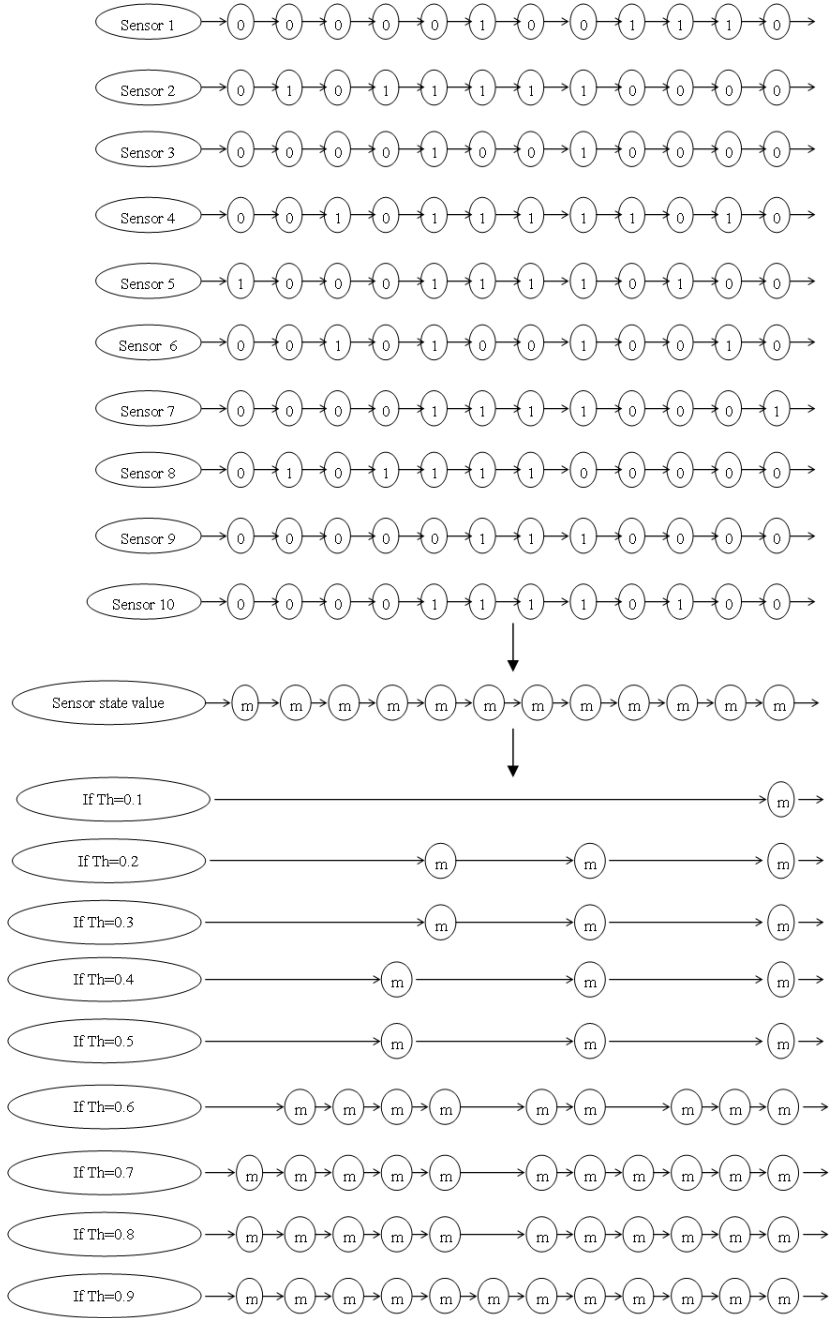 Sensor 1 0 0 0 0 0 1 0 0 1 1 1 0
Sensor 2 0 1 0 1 1 1 1 1 0 0 0 0
Sensor 3 0 0 0 0 1 0 0 1 0 0 0 0
Sensor 4 0 0 1 0 1 1 1 1 1 0 1 0
Sensor 5 1 0 0 0 1 1 1 1 0 1 0 0
Sensor 6 0 0 1 0 1 0 0 1 0 0 1 0
Sensor 7 0 0 0 0 1 1 1 1 0 0 0 1
Sensor 8 0 1 0 1 1 1 1 0 0 0 0 0
Sensor 9 0 0 0 0 0 1 1 1 0 0 0 0
Sensor 10 0 0 0 0 1 1 1 1 0 1 0 0
Sensor state value m m m m m m m m m m m m
If Th=0.1 m
If Th=0.2 m m m
If Th=0.3 m m m
If Th=0.4 m m m
If Th=0.5 m m m
If Th=0.6 m m m m m m m m m
If Th=0.7 m m m m m m m m m m m
If Th=0.8 m m m m m m m m m m m
If Th=0.9 m m m m m m m m m m m m